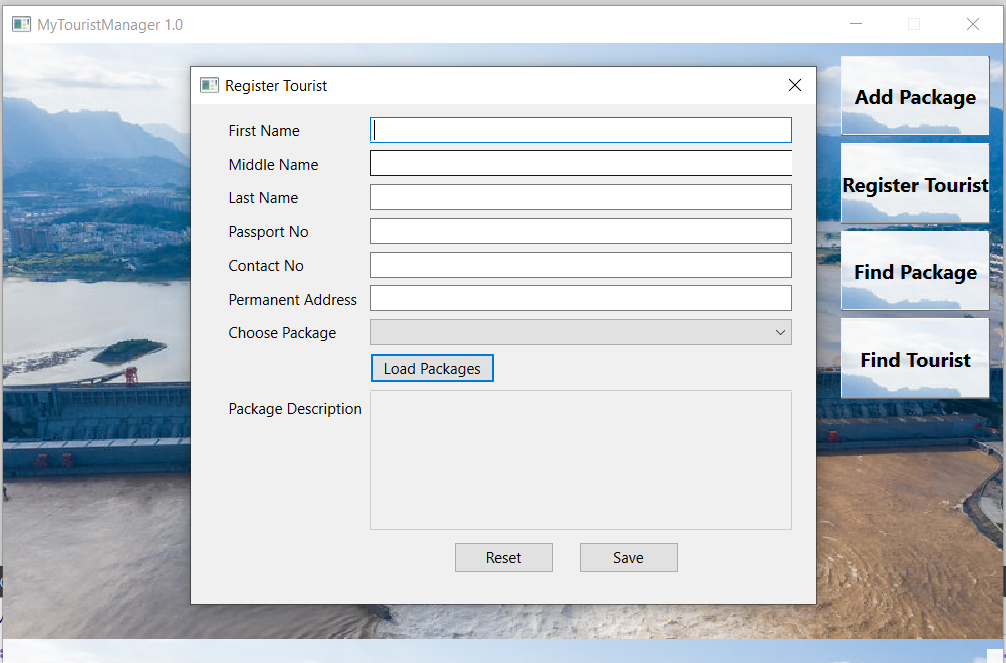 MyTouristManager 1.0
Register Tourist
First Name
Middle Name
Last Name
Passport No
Contact No
Permanent Address
Choose Package
Load Packages
Package Description
Reset
Save
Add Package
Register Tourist
Find Package
Find Tourist